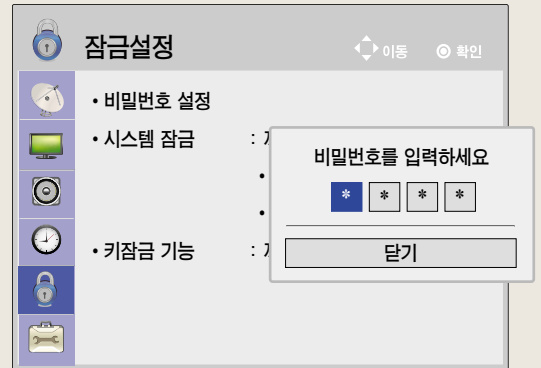 잠금설정
이동 확인
• 비밀번호 설정
• 시스템 잠금 :
•
•
• 키잠금 기능 :
비밀번호를 입력하세요
* * * *
닫기